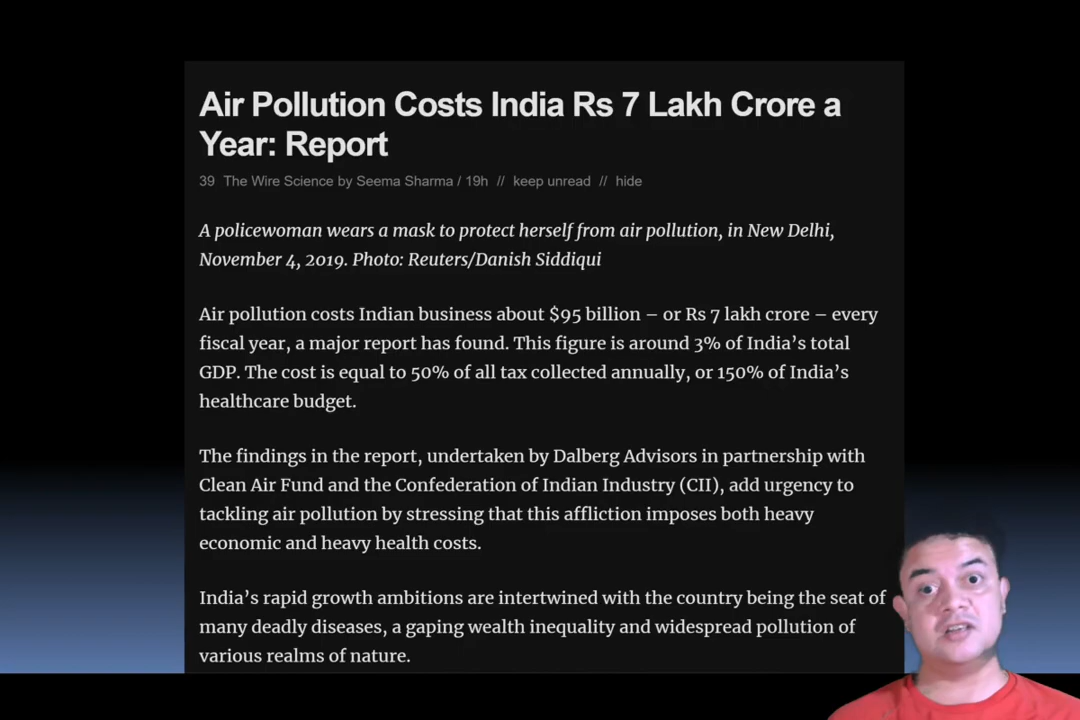 Air Pollution Costs India Rs 7 Lakh Crore a
Year: Report
39 The Wire Science by Seema Sharma / 19h // keep unread // hide
A policewoman wears a mask to protect herself from air pollution, in New Delhi,
November 4, 2019. Photo: Reuters/Danish Siddiqui
Air pollution costs Indian business about $95 billion – or Rs 7 lakh crore – every
fiscal year, a major report has found. This figure is around 3% of India’s total
GDP. The cost is equal to 50% of all tax collected annually, or 150% of India’s
healthcare budget.
The findings in the report, undertaken by Dalberg Advisors in partnership with
Clean Air Fund and the Confederation of Indian Industry (CII), add urgency to
tackling air pollution by stressing that this affliction imposes both heavy
economic and heavy health costs.
India’s rapid growth ambitions are intertwined with the country being the seat of
many deadly diseases, a gaping wealth inequality and widespread pollution of
various realms of nature.